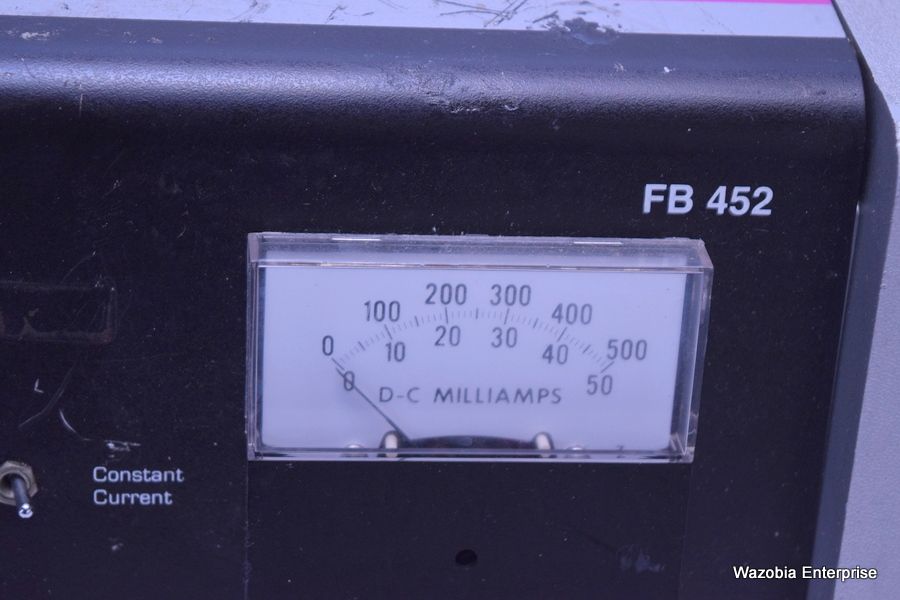 FB 452
0 100 200 300 400 500
0 10 20 30 40 50
D-C MILLIAMPS
Constant
Current
Wazobia Enterprise